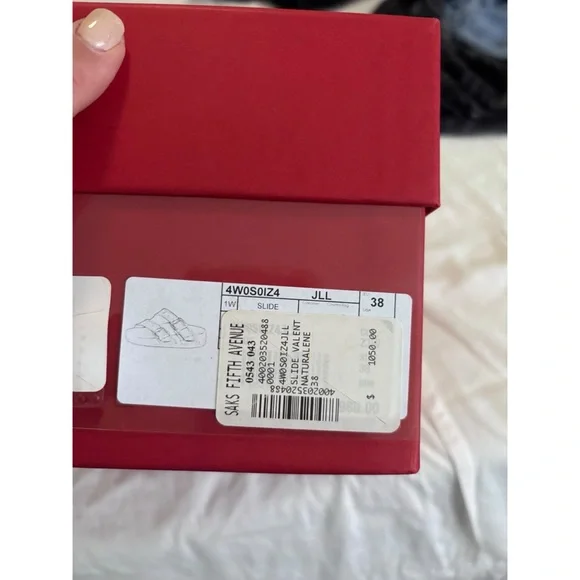 4W0S0IZ4 JLL 38
1W SLIDE
SAKS FIFTH AVENUE
0543 043
400203520488
0001
4W0S0IZ4JLL
SLIDE VALENT
NATURALENE
38
400203520488
$ 1050.00